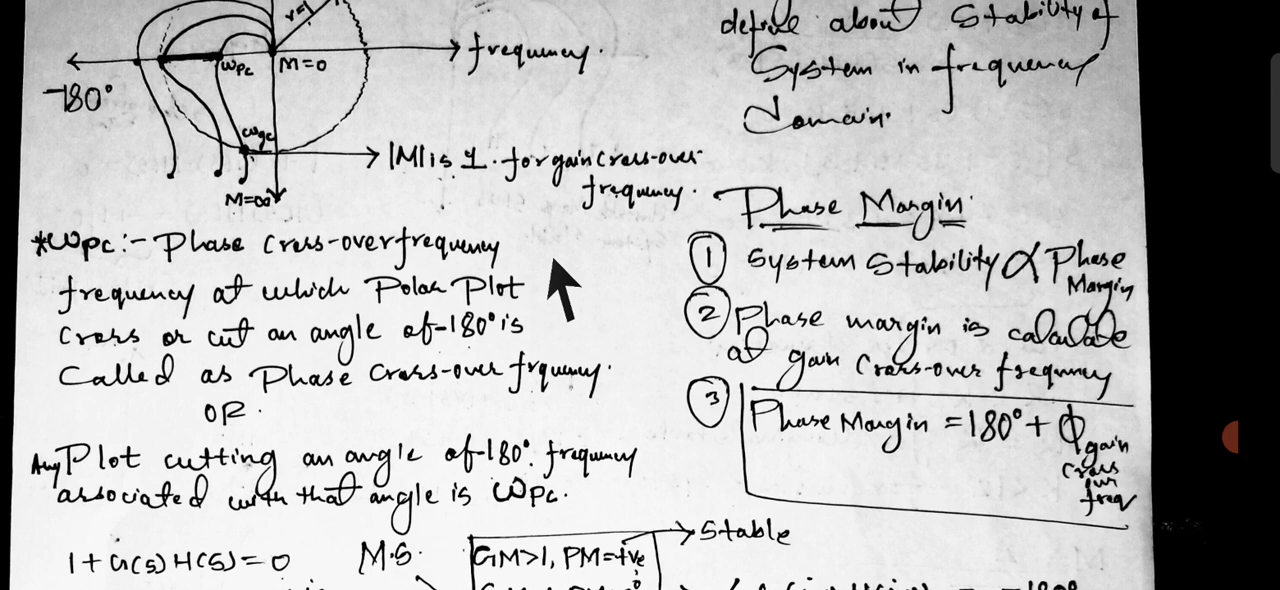 r=1
frequency.
ωpc
M=0
-180°
ωgc
|M| is 1. for gain cross-over
frequency.
M=∞
*ωpc:- Phase cross-over frequency
frequency at which Polar Plot
Cross or cut an angle of -180° is
Called as Phase Cross-over frquency.
OR.
Any Plot cutting an angle of -180°. frequency
associated with that angle is ωpc.
1+G(s)H(s)=0
M.S.
GM>1, PM=+ve
→ Stable
define about Stability of
System in frequency
Domain.
Phase Margin
① System Stability ∝ Phase
Margin
② Phase margin is calculate
at gain Cross-over frequency
③ Phase Margin = 180° + Φgain
cross
freq
-180°